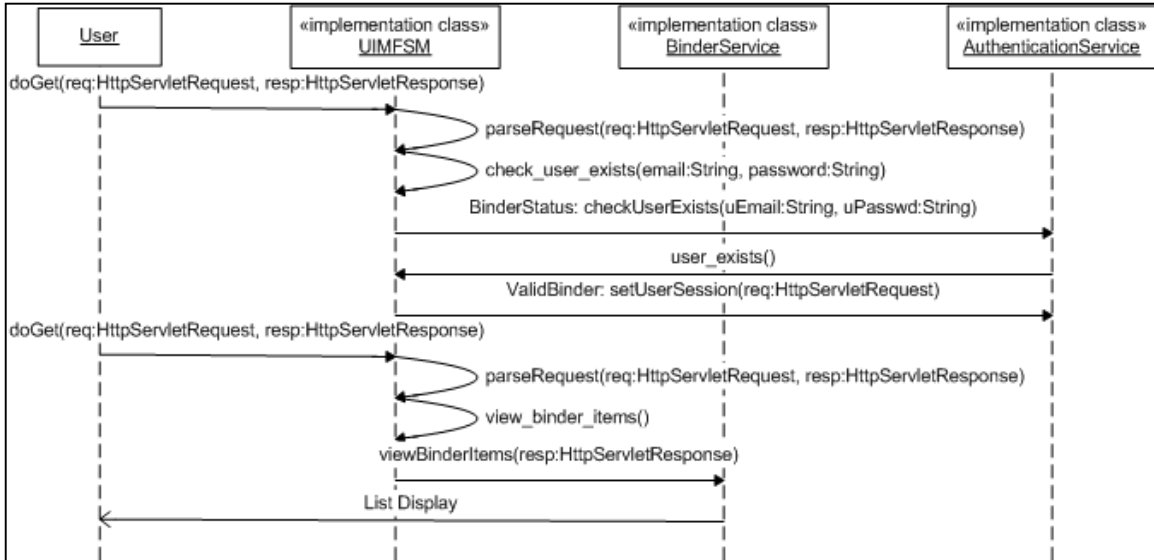 User
«implementation class»
UIMFSM
«implementation class»
BinderService
«implementation class»
AuthenticationService
doGet(req:HttpServletRequest, resp:HttpServletResponse)
parseRequest(req:HttpServletRequest, resp:HttpServletResponse)
check_user_exists(email:String, password:String)
BinderStatus: checkUserExists(uEmail:String, uPasswd:String)
user_exists()
ValidBinder: setUserSession(req:HttpServletRequest)
doGet(req:HttpServletRequest, resp:HttpServletResponse)
parseRequest(req:HttpServletRequest, resp:HttpServletResponse)
view_binder_items()
viewBinderItems(resp:HttpServletResponse)
List Display